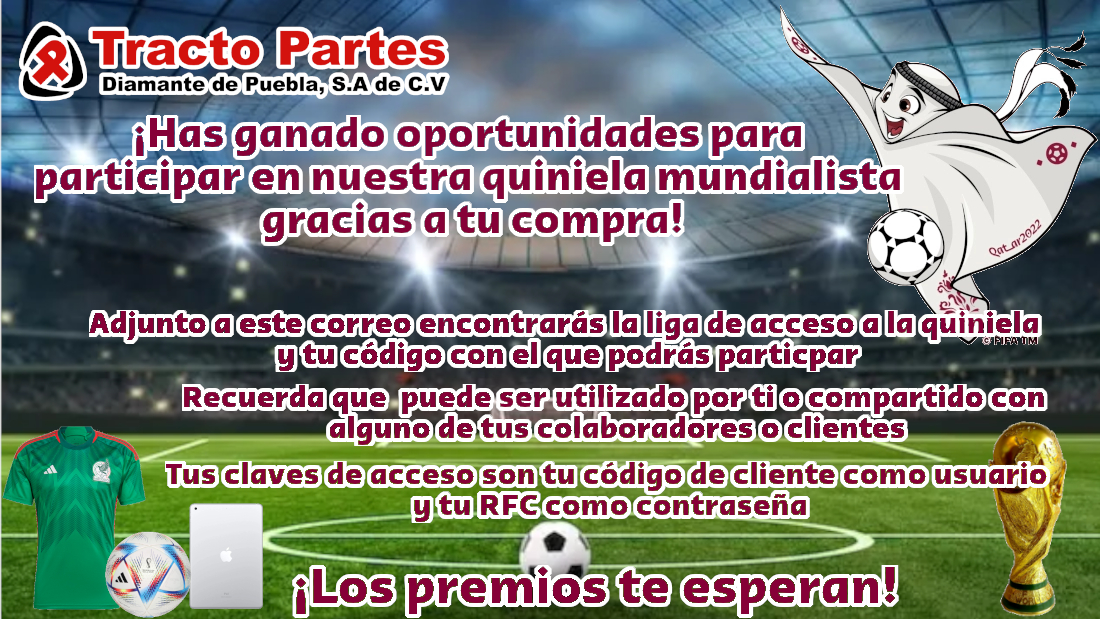 Tracto Partes
Diamante de Puebla, S.A de C.V
¡Has ganado oportunidades para
participar en nuestra quiniela mundialista
gracias a tu compra!
Qatar2022
Adjunto a este correo encontrarás la liga de acceso a la quiniela
© FIFA TM
y tu código con el que podrás particpar
Recuerda que puede ser utilizado por ti o compartido con
alguno de tus colaboradores o clientes
Tus claves de acceso son tu código de cliente como usuario
y tu RFC como contraseña
¡Los premios te esperan!